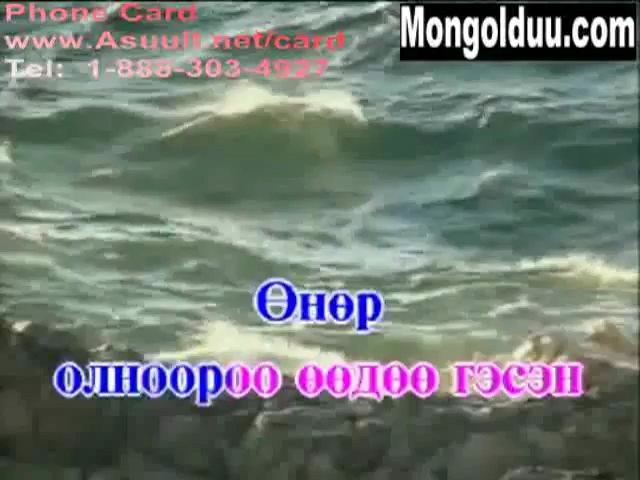 Phone Card
www.Asuult.net/card
Tel: 1-888-303-4927
Mongolduu.com
Өнөр
олноороо өөдөө гэсэн